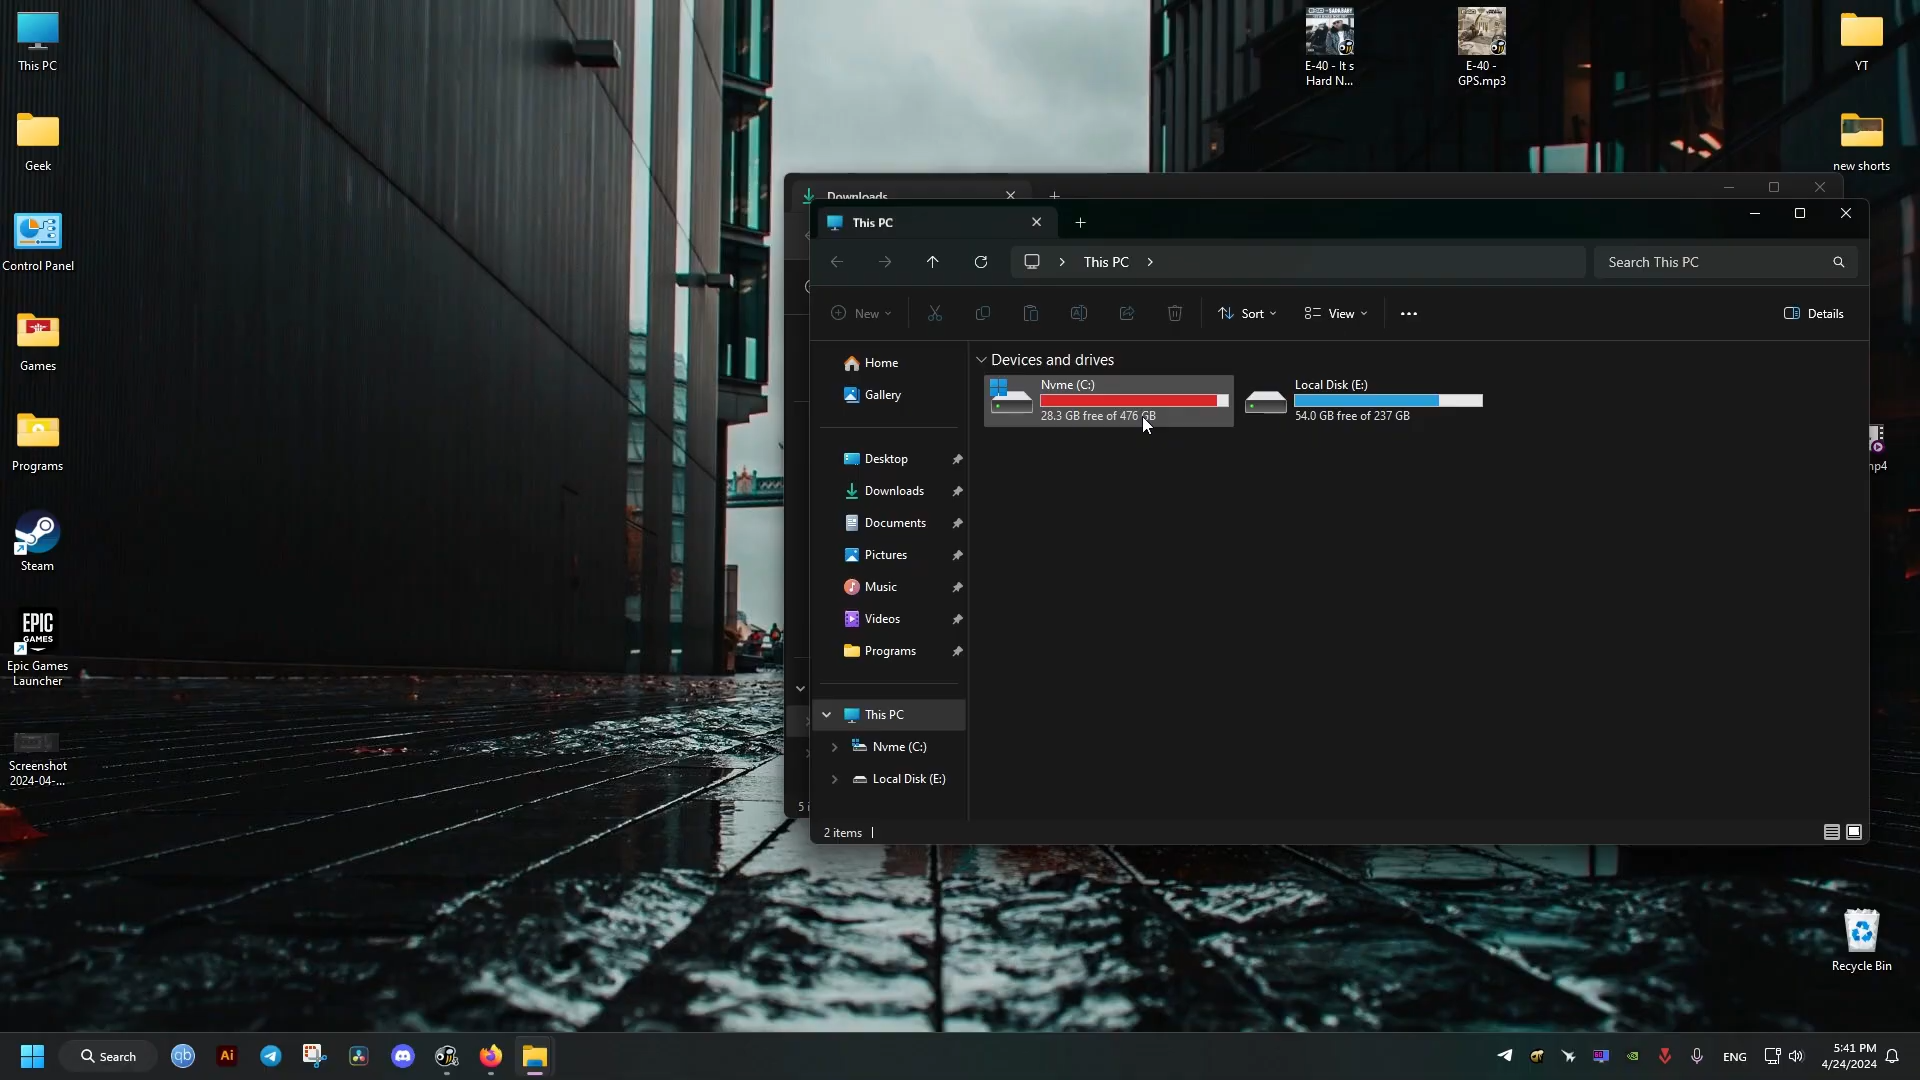 This PC
Geek
Control Panel
Games
Programs
Steam
EPIC
GAMES
Epic Games
Launcher
Screenshot
2024-04-...
E-40 - It s
Hard N...
E-40 -
GPS.mp3
YT
new shorts
Recycle Bin
Downloads
This PC
This PC
Search This PC
New
Sort
View
Details
Home
Gallery
Desktop
Downloads
Documents
Pictures
Music
Videos
Programs
This PC
Nvme (C:)
Local Disk (E:)
Devices and drives
Nvme (C:)
28.3 GB free of 476 GB
Local Disk (E:)
54.0 GB free of 237 GB
2 items
Search
qb
Ai
ENG
5:41 PM
4/24/2024